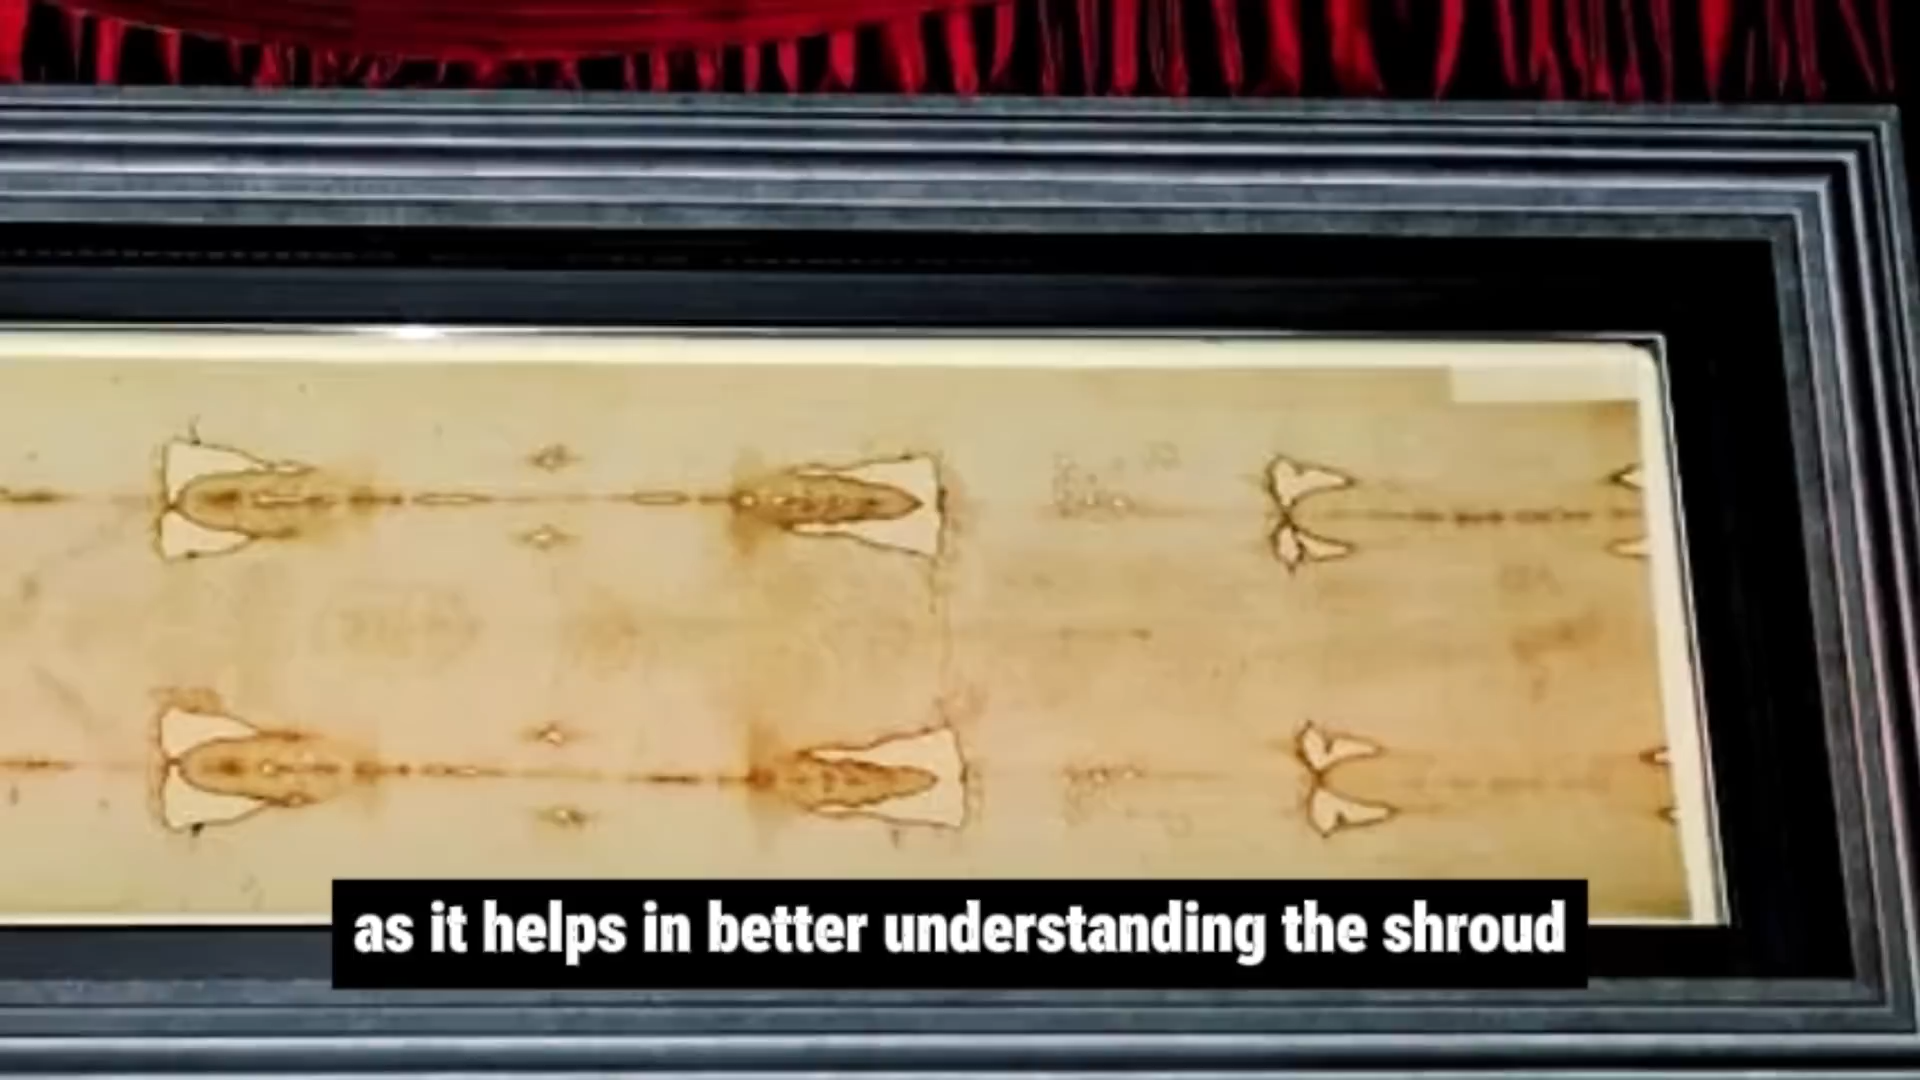 as it helps in better understanding the shroud